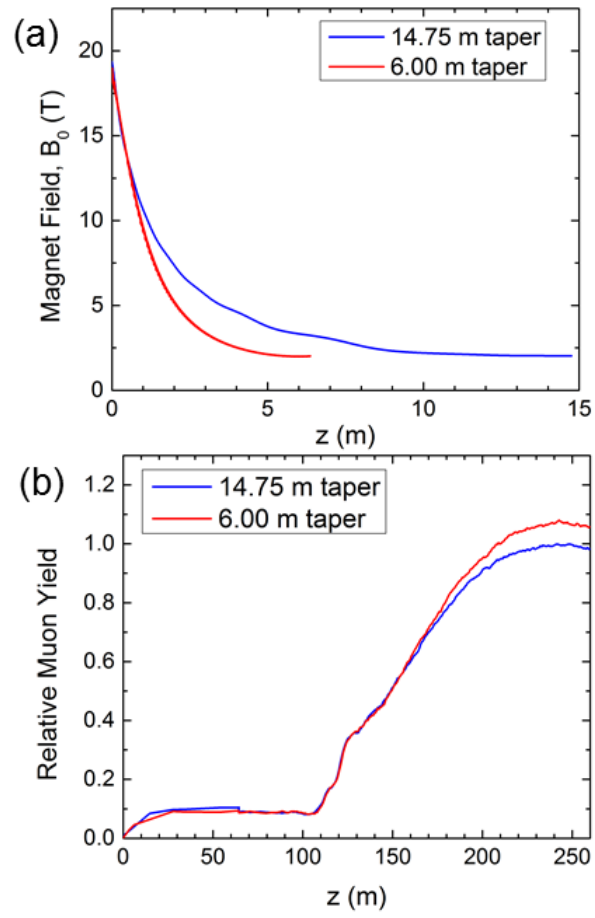 (a)
14.75 m taper
6.00 m taper
20
15
10
5
0
Magnet Field, B₀ (T)
0 5 10 15
z (m)
(b)
14.75 m taper
6.00 m taper
1.2
1.0
0.8
0.6
0.4
0.2
0.0
Relative Muon Yield
0 50 100 150 200 250
z (m)